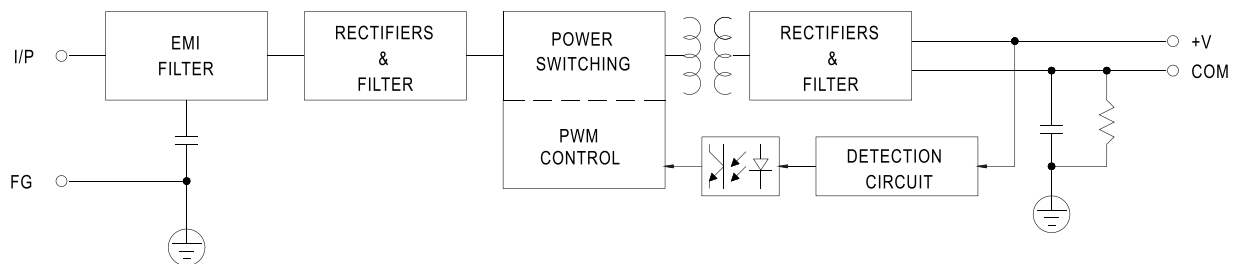 I/P
EMI
FILTER
RECTIFIERS
&
FILTER
POWER
SWITCHING
RECTIFIERS
&
FILTER
+V
COM
PWM
CONTROL
DETECTION
CIRCUIT
FG